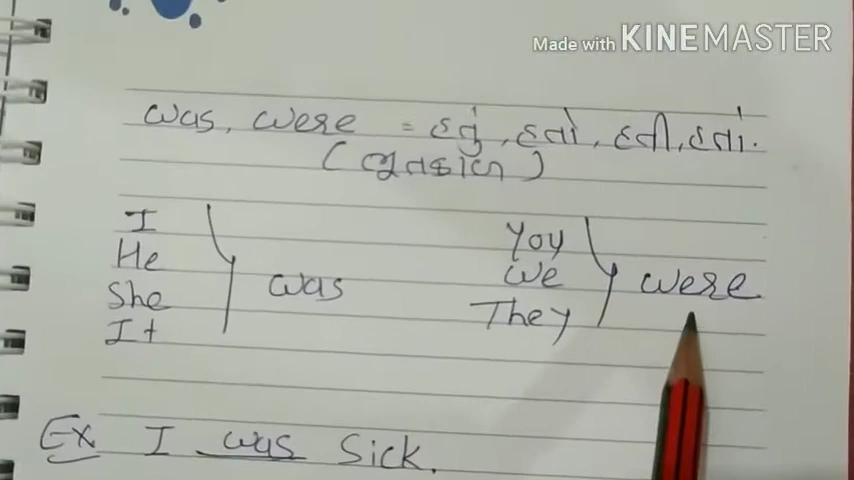 Made with KINEMASTER
was, were = હતું, હતો, હતી, હતાં.
(ભૂતકાળ)
I
He
She
It
was
You
We
They
were
Ex I was Sick.